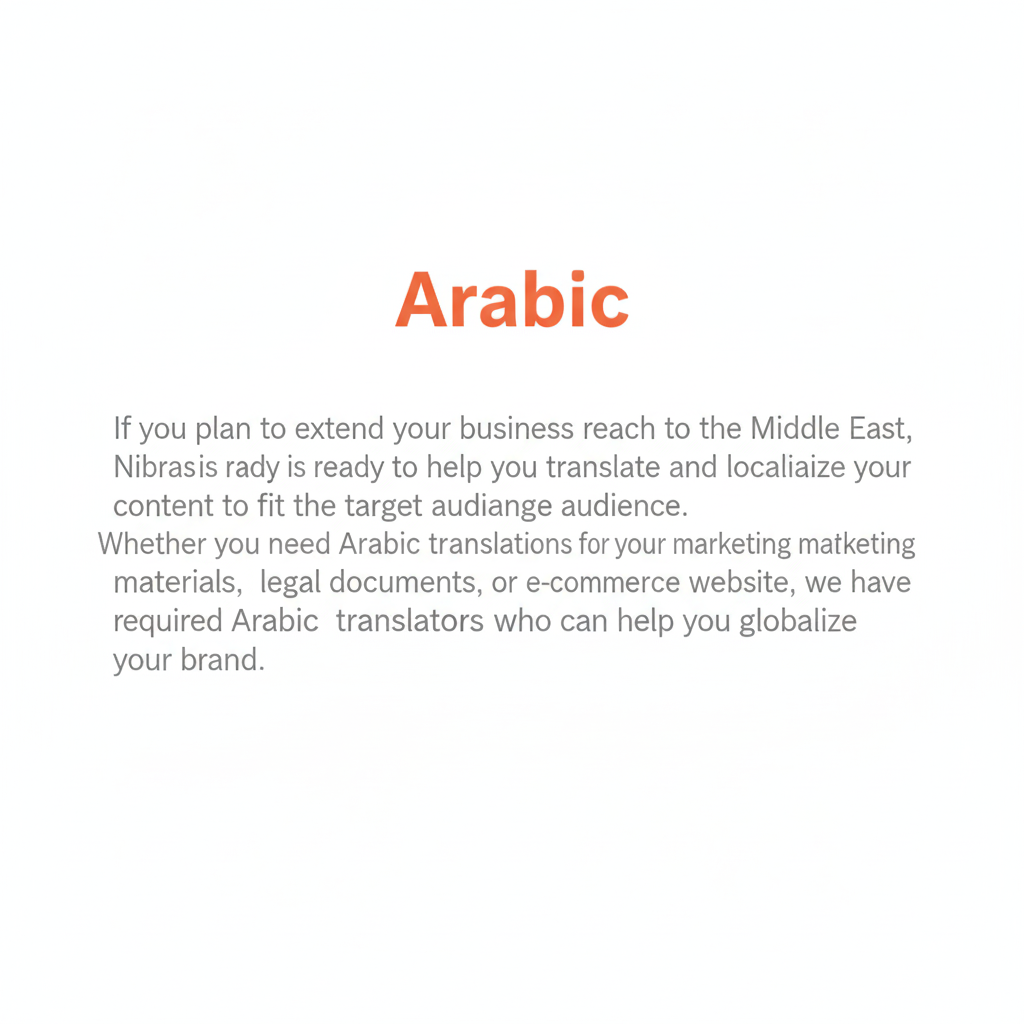 Arabic
If you plan to extend your business reach to the Middle East,
Nibrasis rady is ready to help you translate and localiaize your
content to fit the target audiange audience.
Whether you need Arabic translations for your marketing matketing
materials, legal documents, or e-commerce website, we have
required Arabic translators who can help you globalize
your brand.